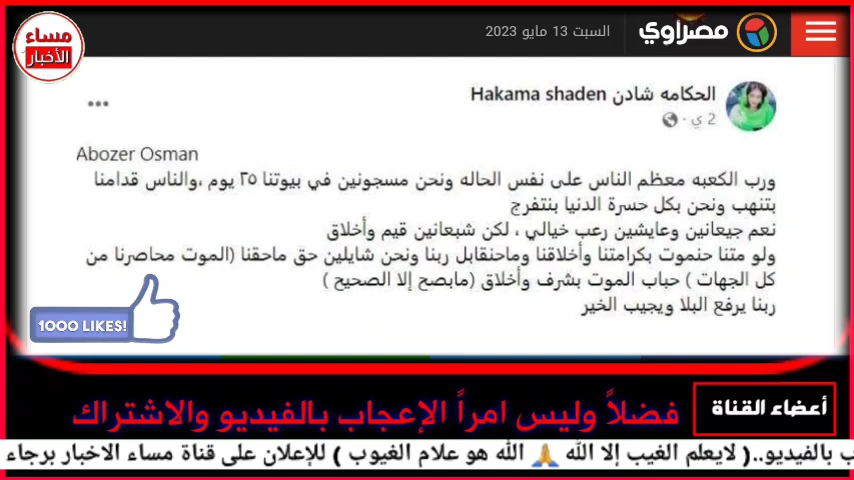 مساء
الأخبار
السبت 13 مايو 2023
مصراوي
الحكامه شادن Hakama shaden
2 ي ·
Abozer Osman
ورب الكعبه معظم الناس على نفس الحاله ونحن مسجونين في بيوتنا ٢٥ يوم ،والناس قدامنا
بتنهب ونحن بكل حسرة الدنيا بنتفرج
نعم جيعانين وعايشين رعب خيالي ، لكن شبعانين قيم وأخلاق
ولو متنا حنموت بكرامتنا وأخلاقنا وماحنقابل ربنا ونحن شايلين حق ماحقنا (الموت محاصرنا من
كل الجهات ) حباب الموت بشرف وأخلاق (مابصح إلا الصحيح )
ربنا يرفع البلا ويجيب الخير
1000 LIKES!
أعضاء القناة
فضلاً وليس امراً الإعجاب بالفيديو والاشتراك
ب بالفيديو..( لايعلم الغيب إلا الله 🙏 الله هو علام الغيوب ) للإعلان على قناة مساء الاخبار برجاء